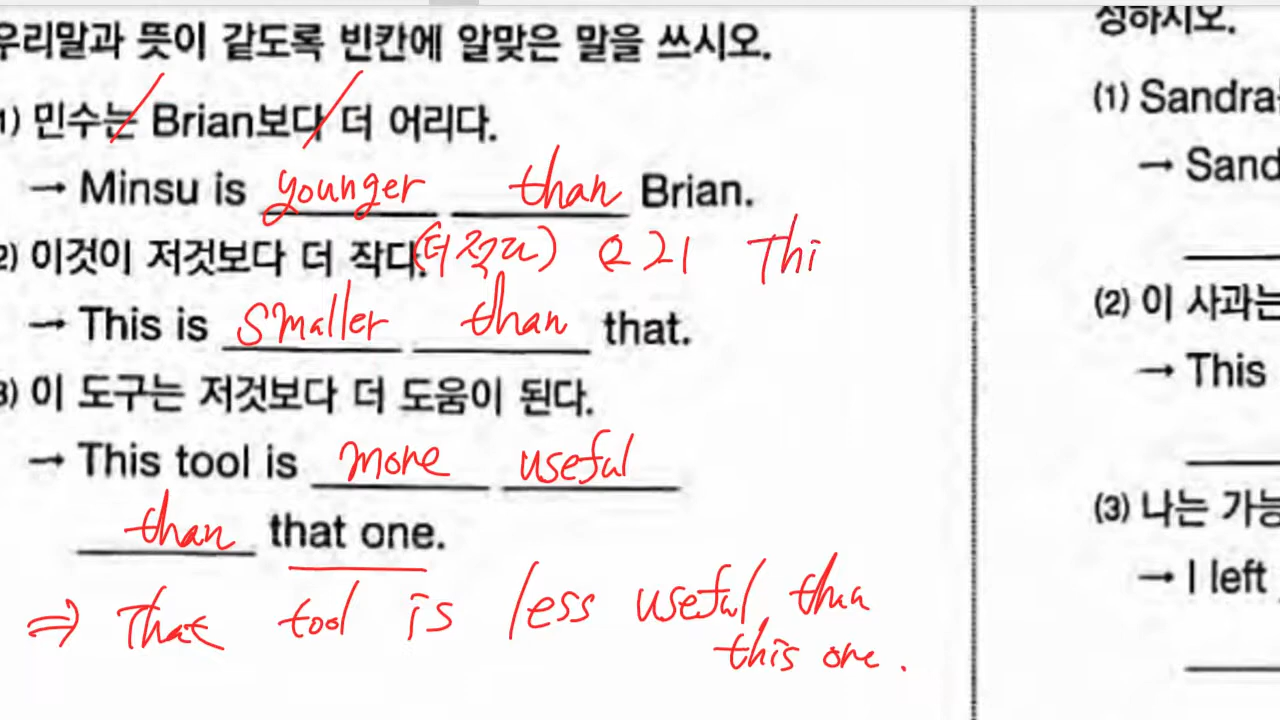 우리말과 뜻이 같도록 빈칸에 알맞은 말을 쓰시오.
1) 민수는 Brian보다 더 어리다.
→ Minsu is younger than Brian.
2) 이것이 저것보다 더 작다. Thi
→ This is smaller than that.
3) 이 도구는 저것보다 더 도움이 된다.
→ This tool is more useful
than that one.
⇒ That tool is less useful than
this one.
성하시오.
(1) Sandra
→ Sand
(2) 이 사과는
→ This
(3) 나는 가능
→ I left